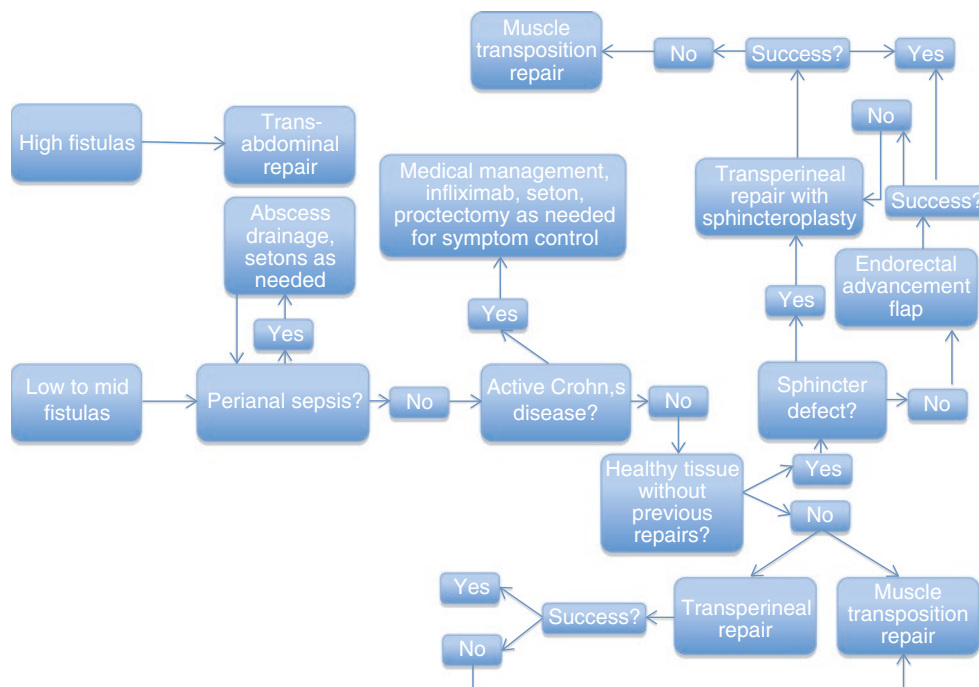 Muscle
transposition
repair
No
Success?
Yes
High fistulas
Trans-
abdominal
repair
No
Medical management,
infliximab, seton,
proctectomy as needed
for symptom control
Transperineal
repair with
sphincteroplasty
Success?
Abscess
drainage,
setons as
needed
Endorectal
advancement
flap
Yes
Yes
Yes
Low to mid
fistulas
Perianal sepsis?
No
Active Crohn,s
disease?
No
Sphincter
defect?
No
Healthy tissue
without
previous
repairs?
Yes
No
Yes
No
Success?
Transperineal
repair
Muscle
transposition
repair